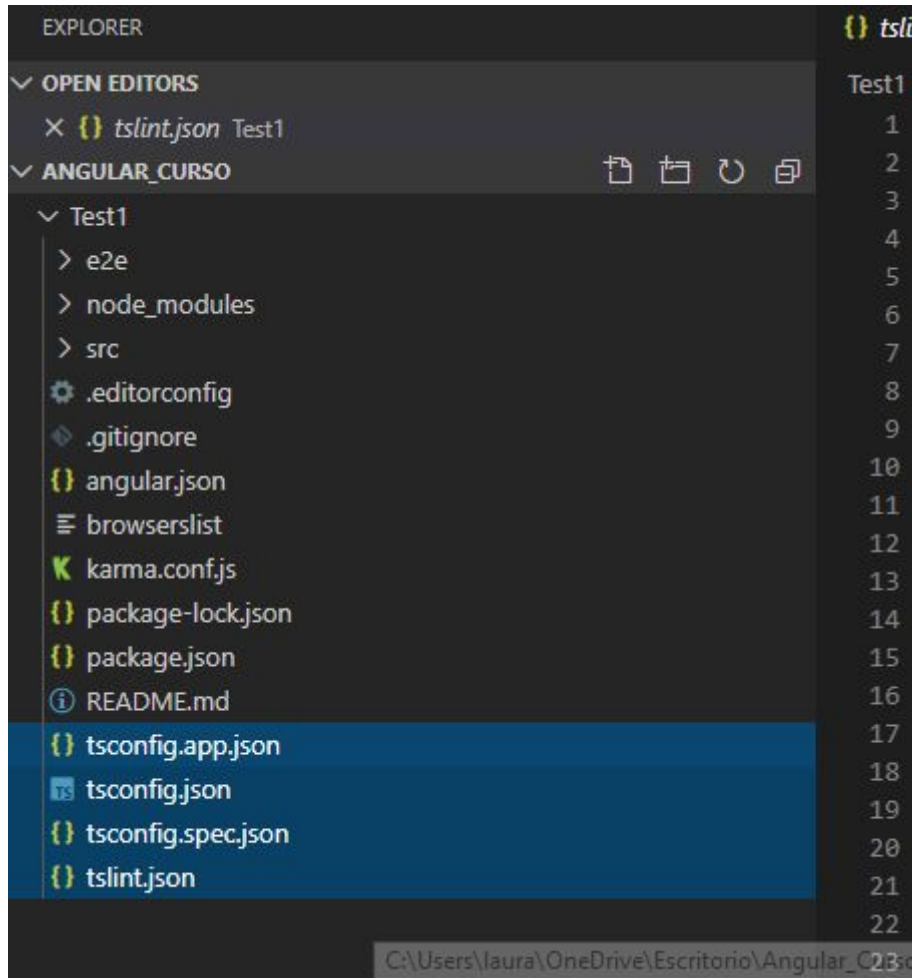 EXPLORER
OPEN EDITORS
{} tslint.json Test1
ANGULAR_CURSO
Test1
e2e
node_modules
src
.editorconfig
.gitignore
{} angular.json
browserslist
K karma.conf.js
{} package-lock.json
{} package.json
README.md
{} tsconfig.app.json
TS tsconfig.json
{} tsconfig.spec.json
{} tslint.json
C:\Users\laura\OneDrive\Escritorio\Angular_Curso
{} tsli
Test1
1
2
3
4
5
6
7
8
9
10
11
12
13
14
15
16
17
18
19
20
21
22
23